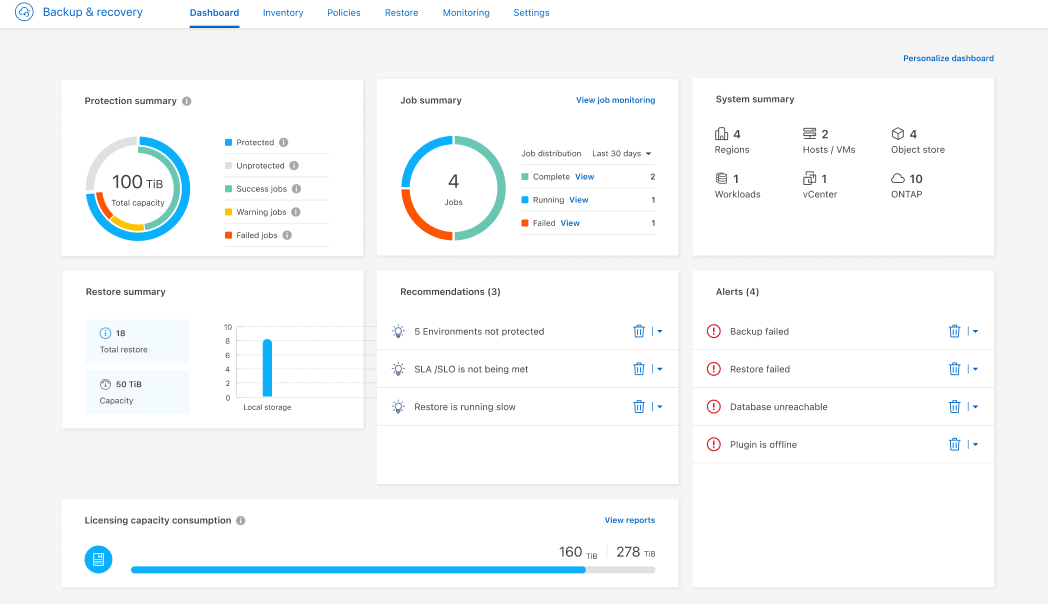 Backup & recovery Dashboard Inventory Policies Restore Monitoring Settings
Personalize dashboard
Protection summary
100 TiB
Total capacity
Protected
Unprotected
Success jobs
Warning jobs
Failed jobs
Job summary View job monitoring
4
Jobs
Job distribution Last 30 days
Complete View 2
Running View 1
Failed View 1
System summary
4 2 4
Regions Hosts / VMs Object store
1 1 10
Workloads vCenter ONTAP
Restore summary
18
Total restore
50 TiB
Capacity
10
8
6
4
2
0
Local storage
Recommendations (3)
5 Environments not protected
SLA /SLO is not being met
Restore is running slow
Alerts (4)
Backup failed
Restore failed
Database unreachable
Plugin is offline
Licensing capacity consumption View reports
160 TiB 278 TiB